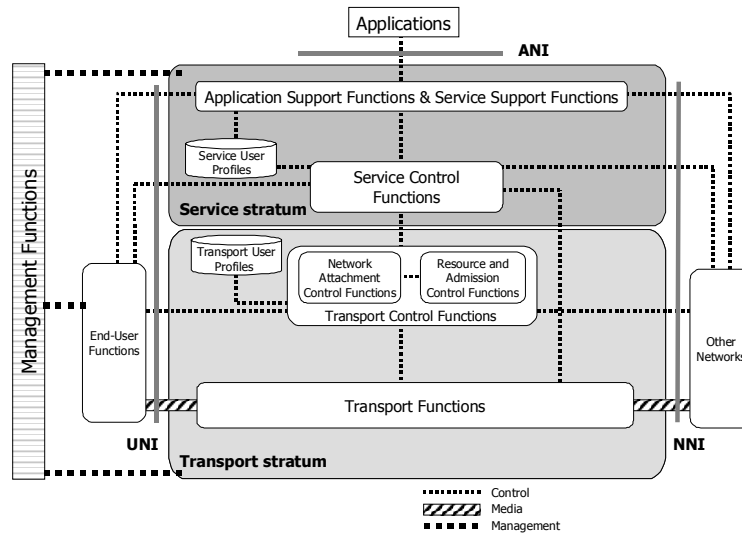 Applications
ANI
Management Functions
Application Support Functions & Service Support Functions
Service User
Profiles
Service Control
Functions
Service stratum
Transport User
Profiles
Network
Attachment
Control Functions
Resource and
Admission
Control Functions
Transport Control Functions
End-User
Functions
Other
Networks
Transport Functions
UNI
NNI
Transport stratum
Control
Media
Management